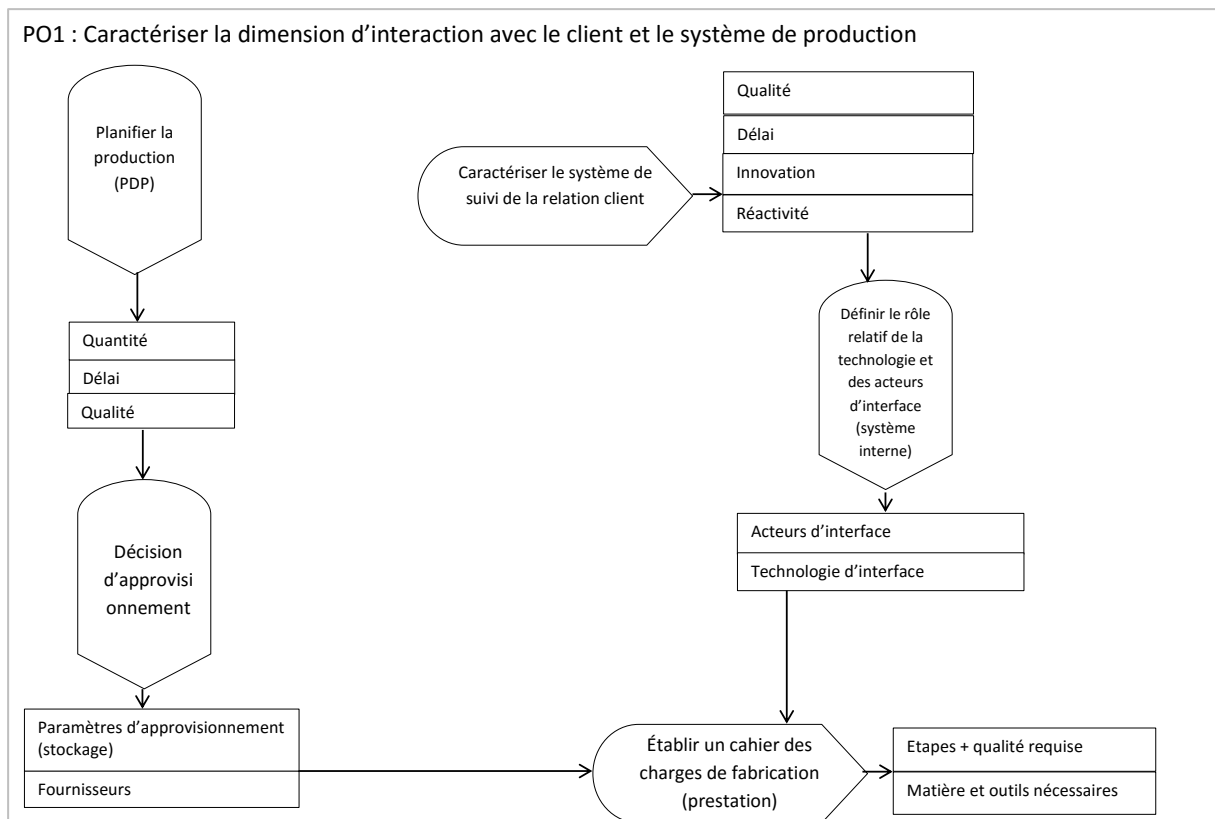 PO1 : Caractériser la dimension d’interaction avec le client et le système de production
Planifier la
production
(PDP)
Quantité
Délai
Qualité
Décision
d’approvisi
onnement
Paramètres d’approvisionnement
(stockage)
Fournisseurs
Caractériser le système de
suivi de la relation client
Qualité
Délai
Innovation
Réactivité
Définir le rôle
relatif de la
technologie et
des acteurs
d’interface
(système
interne)
Acteurs d’interface
Technologie d’interface
Établir un cahier des
charges de fabrication
(prestation)
Etapes + qualité requise
Matière et outils nécessaires